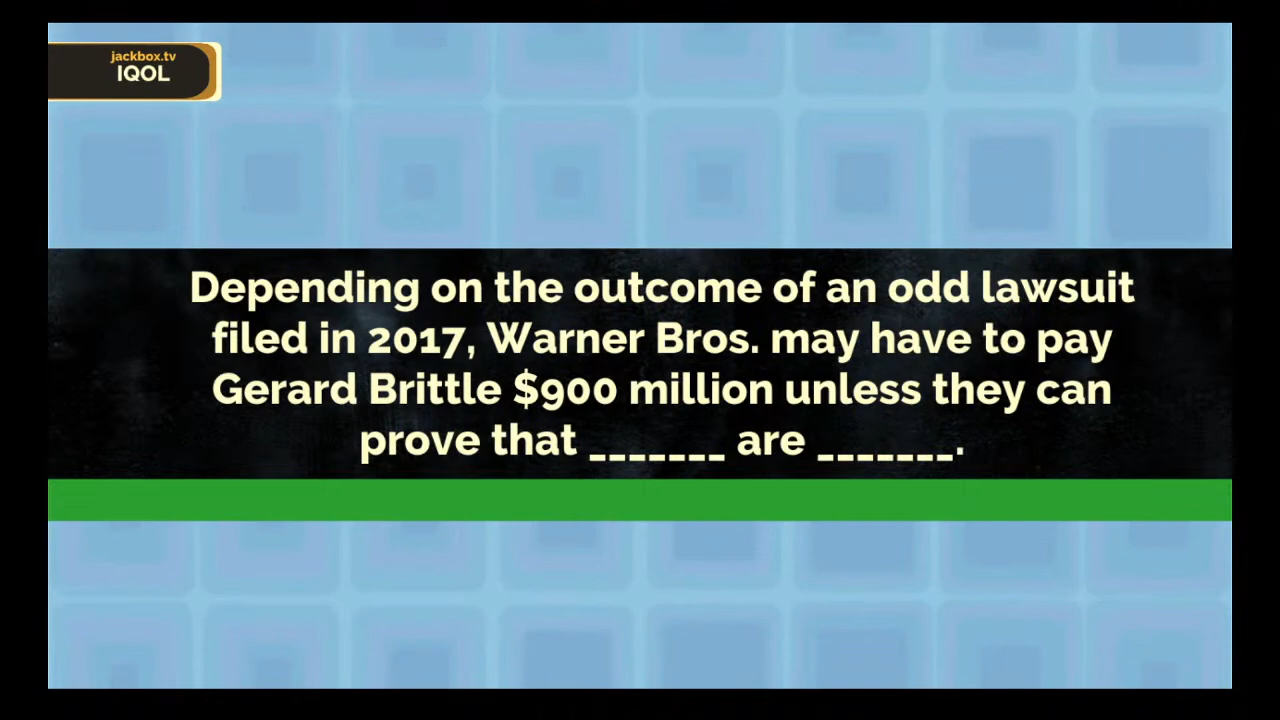 jackbox.tv
IQOL
Depending on the outcome of an odd lawsuit
filed in 2017, Warner Bros. may have to pay
Gerard Brittle $900 million unless they can
prove that _______ are _______.